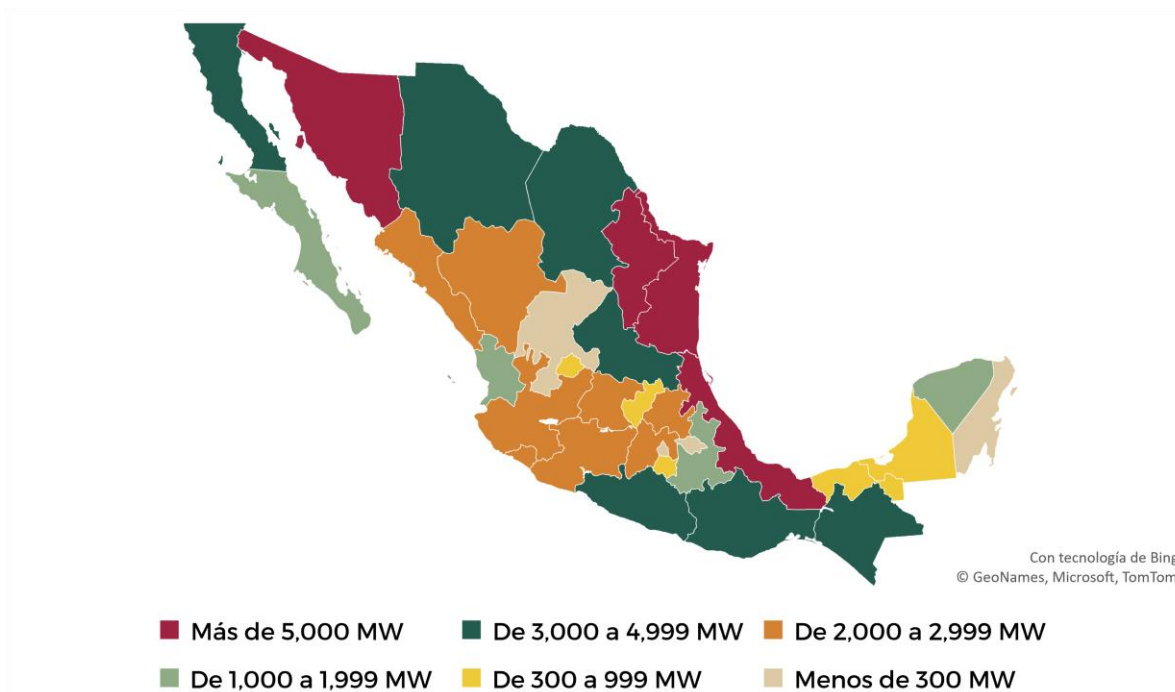 Con tecnología de Bing
© GeoNames, Microsoft, TomTom
Más de 5,000 MW De 3,000 a 4,999 MW De 2,000 a 2,999 MW
De 1,000 a 1,999 MW De 300 a 999 MW Menos de 300 MW